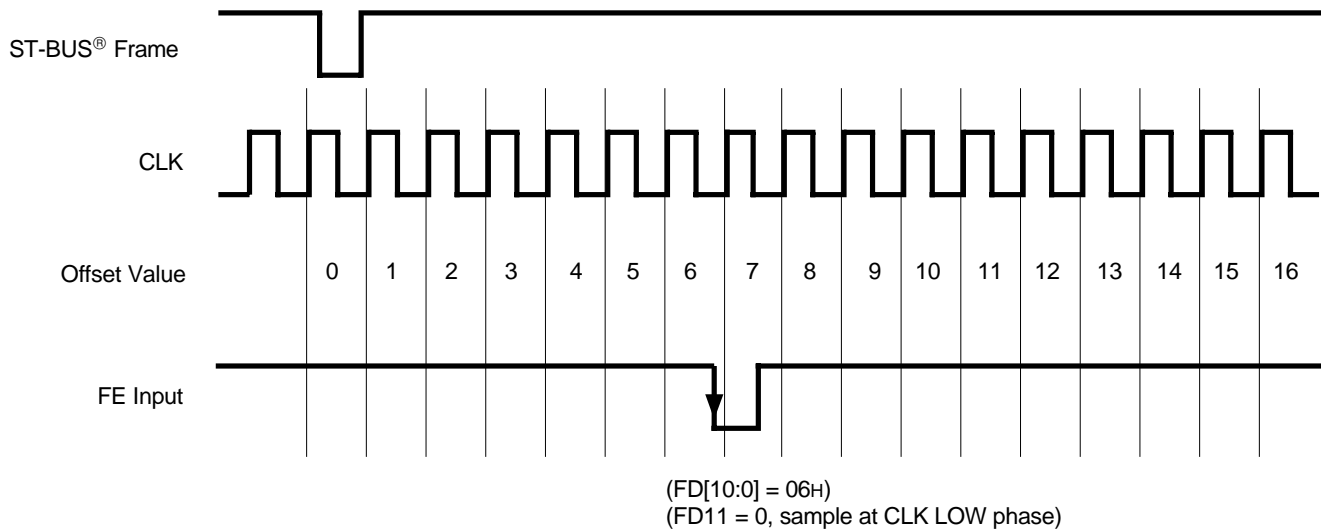 ST-BUS® Frame
CLK
Offset Value 0 1 2 3 4 5 6 7 8 9 10 11 12 13 14 15 16
FE Input
(FD[10:0] = 06H)
(FD11 = 0, sample at CLK LOW phase)